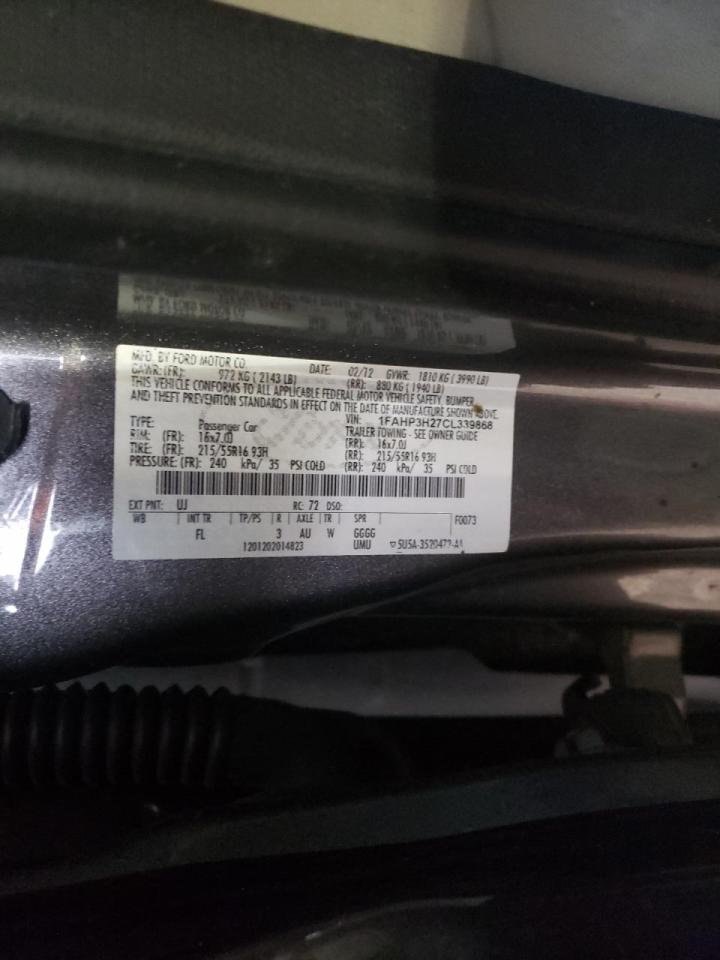 MFD. BY FORD MOTOR CO.
DATE: 02/12 GVWR: 1810 KG ( 3990 LB)
GAWR: (FR): 972 KG ( 2143 LB) (RR): 880 KG ( 1940 LB)
THIS VEHICLE CONFORMS TO ALL APPLICABLE FEDERAL MOTOR VEHICLE SAFETY, BUMPER,
AND THEFT PREVENTION STANDARDS IN EFFECT ON THE DATE OF MANUFACTURE SHOWN ABOVE.
VIN: 1FAHP3H27CL339868
TYPE: Passenger Car TRAILER TOWING - SEE OWNER GUIDE
RIM: (FR): 16x7.0J (RR): 16x7.0J
TIRE: (FR): 215/55R16 93H (RR): 215/55R16 93H
PRESSURE: (FR): 240 kPa/ 35 PSI COLD (RR): 240 kPa/ 35 PSI COLD
EXT PNT: UJ RC: 72 DSO:
WB INT TR TP/PS R AXLE TR SPR F0073
FL 3 AU W GGGG
1201202014823 UMU